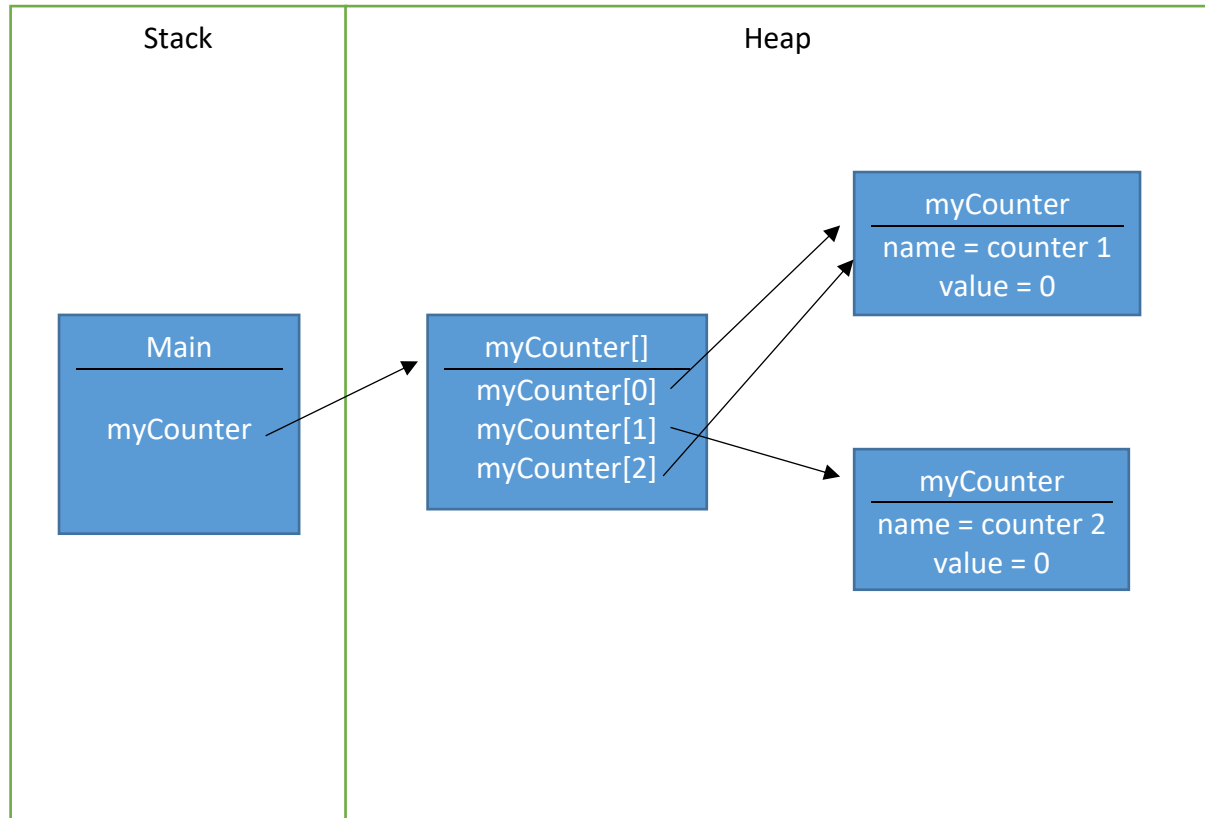 Stack
Heap
Main
myCounter
myCounter[]
myCounter[0]
myCounter[1]
myCounter[2]
myCounter
name = counter 1
value = 0
myCounter
name = counter 2
value = 0